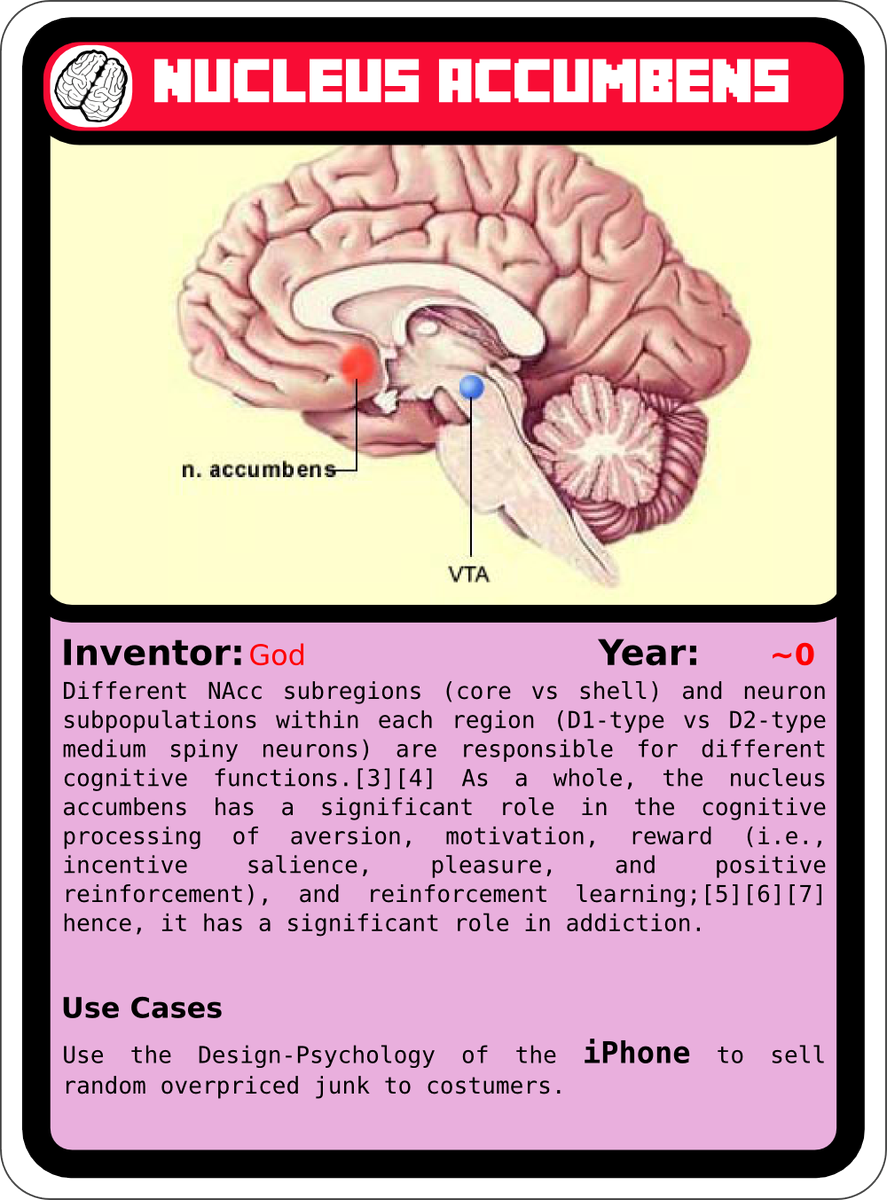 NUCLEUS ACCUMBENS
n. accumbens
VTA
Inventor: God Year: ~0
Different NAcc subregions (core vs shell) and neuron
subpopulations within each region (D1-type vs D2-type
medium spiny neurons) are responsible for different
cognitive functions.[3][4] As a whole, the nucleus
accumbens has a significant role in the cognitive
processing of aversion, motivation, reward (i.e.,
incentive salience, pleasure, and positive
reinforcement), and reinforcement learning;[5][6][7]
hence, it has a significant role in addiction.
Use Cases
Use the Design-Psychology of the iPhone to sell
random overpriced junk to costumers.